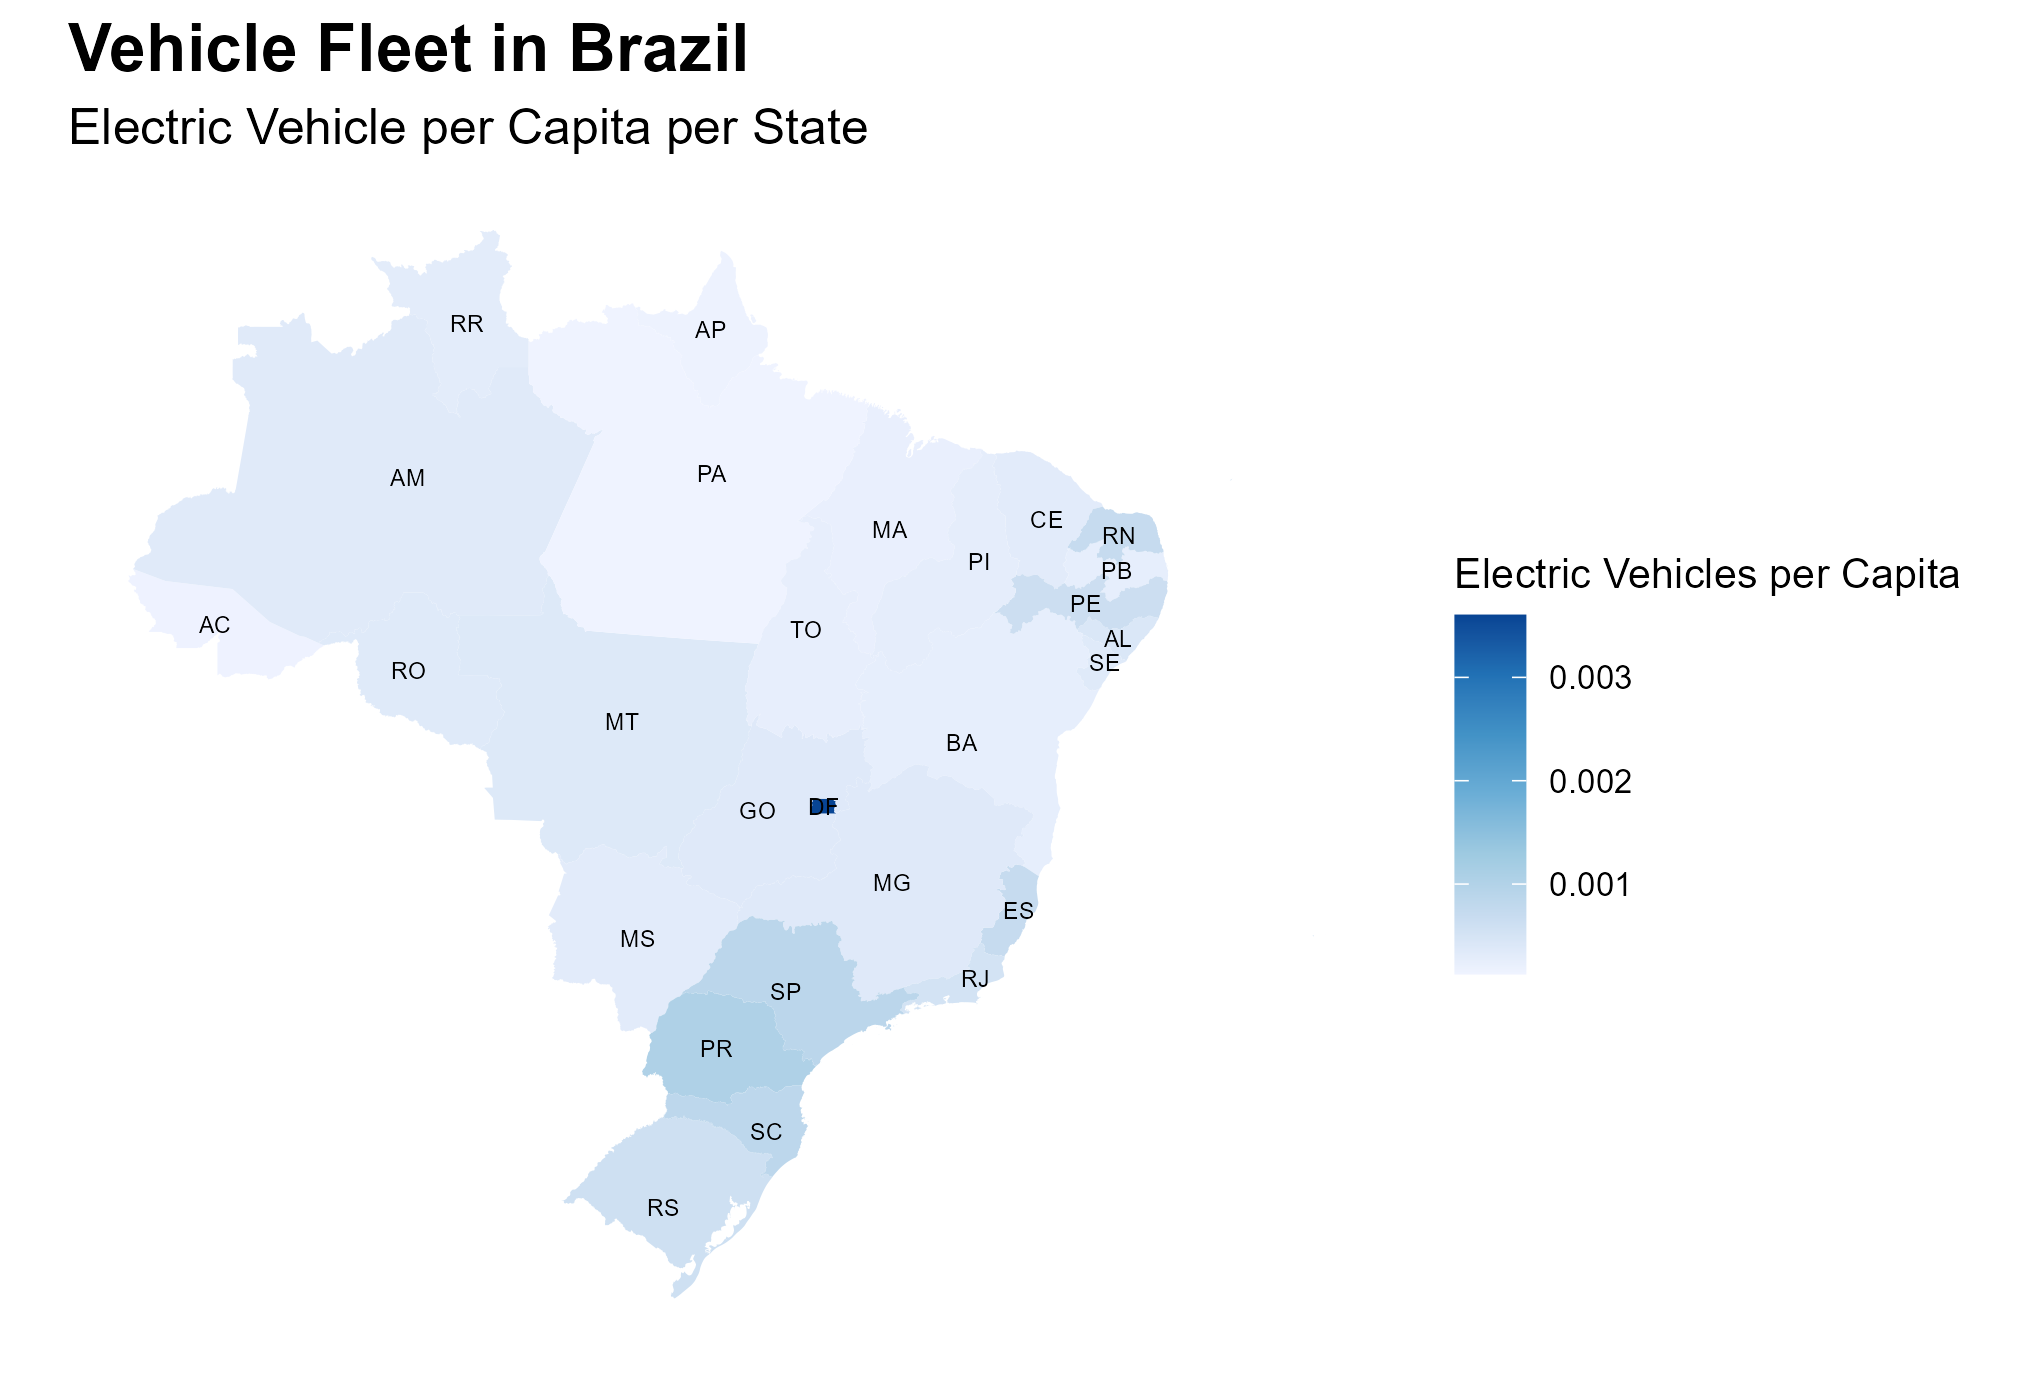 Vehicle Fleet in Brazil
Electric Vehicle per Capita per State
RR
AP
AM
PA
MA
CE
RN
PI
PB
PE
AC
TO
AL
SE
RO
MT
BA
GO
DF
MG
ES
MS
RJ
SP
PR
SC
RS
Electric Vehicles per Capita
0.003
0.002
0.001